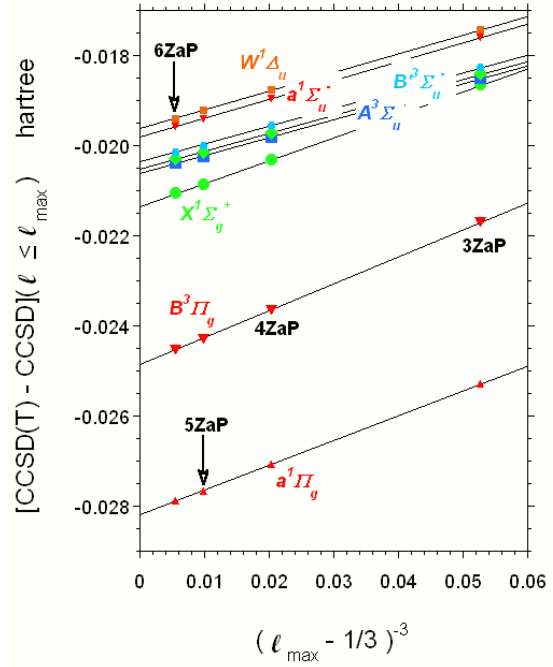 [CCSD(T) - CCSD](ℓ ≤ ℓmax) hartree
-0.018
-0.020
-0.022
-0.024
-0.026
-0.028
6ZaP
W¹Δu
a¹Σu⁻
B'³Σu⁻
A³Σu
X¹Σg⁺
3ZaP
B³Πg
4ZaP
5ZaP
a¹Πg
0 0.01 0.02 0.03 0.04 0.05 0.06
(ℓmax - 1/3)⁻³